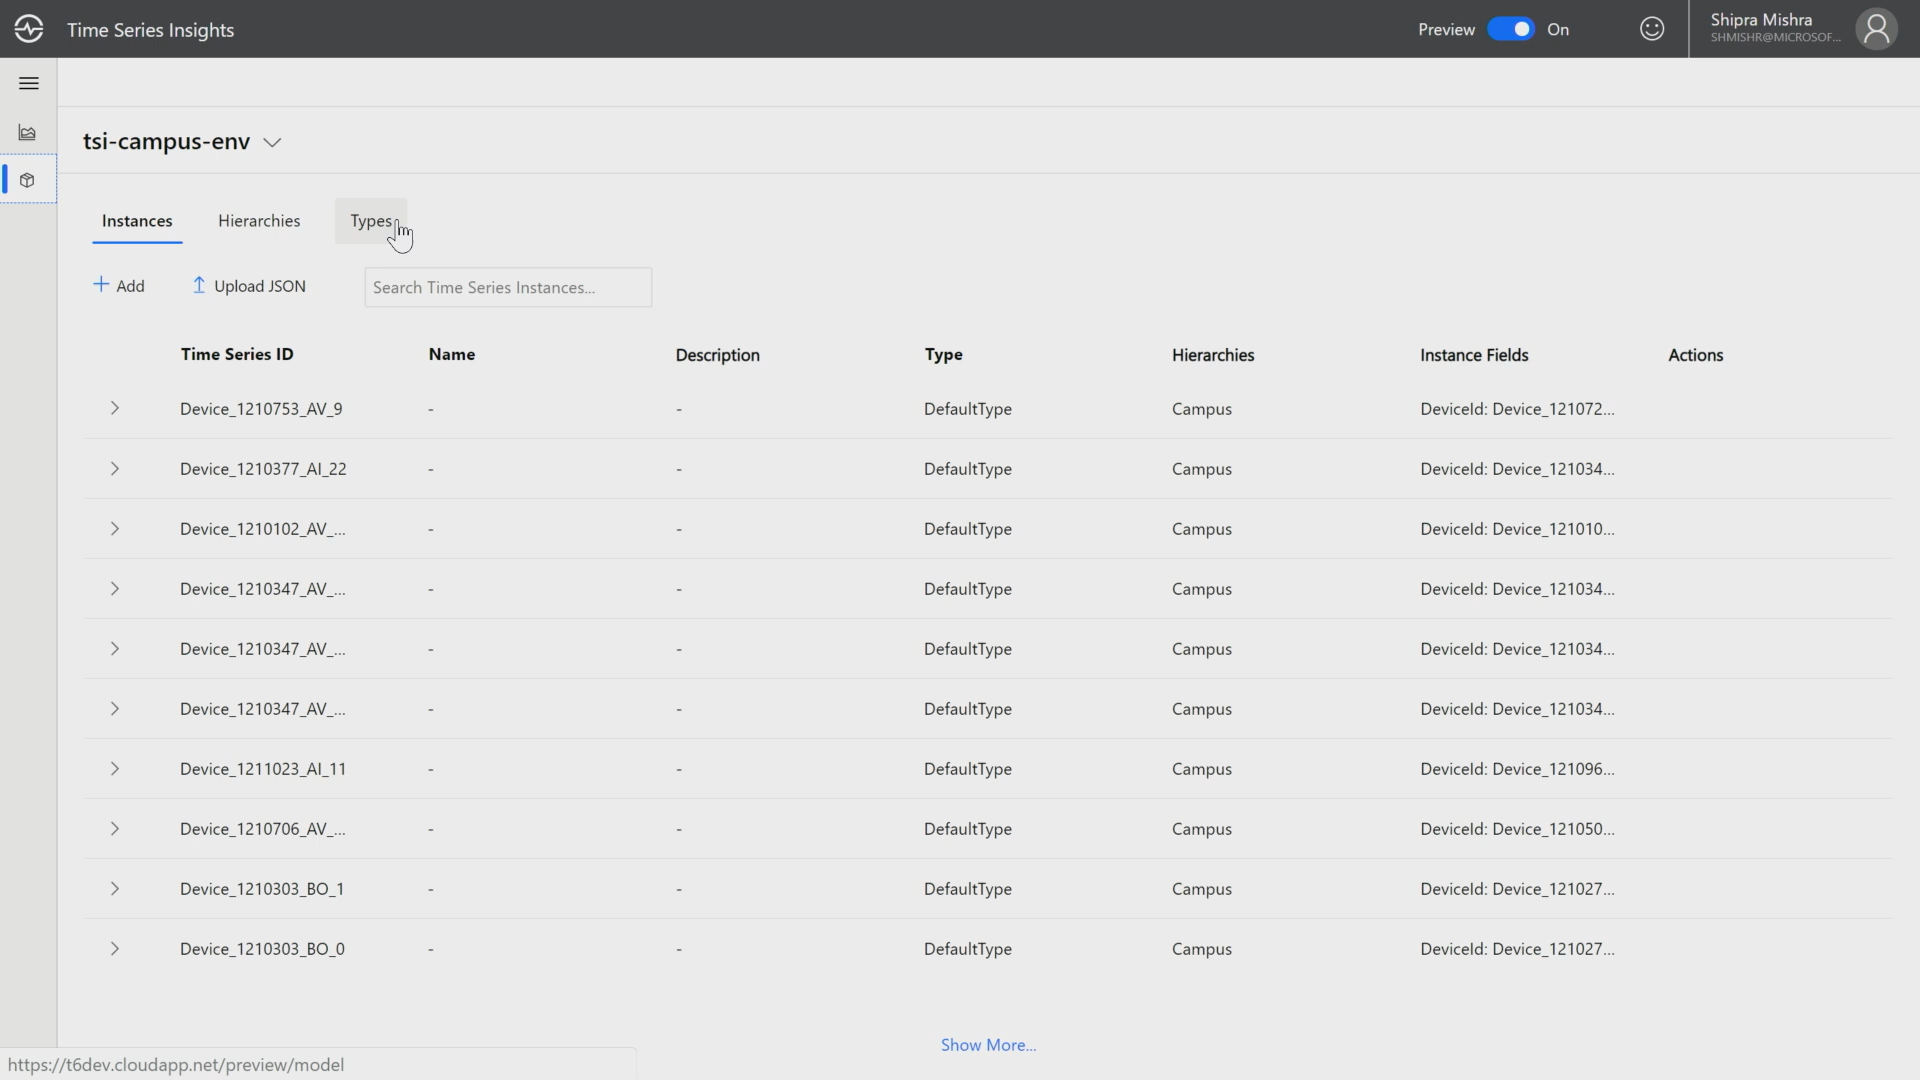 Time Series Insights
Preview On
Shipra Mishra
SHMISHR@MICROSOF...
tsi-campus-env
Instances Hierarchies Types
Add Upload JSON Search Time Series Instances...
Time Series ID Name Description Type Hierarchies Instance Fields Actions
Device_1210753_AV_9 - - DefaultType Campus DeviceId: Device_121072...
Device_1210377_AI_22 - - DefaultType Campus DeviceId: Device_121034...
Device_1210102_AV_... - - DefaultType Campus DeviceId: Device_121010...
Device_1210347_AV_... - - DefaultType Campus DeviceId: Device_121034...
Device_1210347_AV_... - - DefaultType Campus DeviceId: Device_121034...
Device_1210347_AV_... - - DefaultType Campus DeviceId: Device_121034...
Device_1211023_AI_11 - - DefaultType Campus DeviceId: Device_121096...
Device_1210706_AV_... - - DefaultType Campus DeviceId: Device_121050...
Device_1210303_BO_1 - - DefaultType Campus DeviceId: Device_121027...
Device_1210303_BO_0 - - DefaultType Campus DeviceId: Device_121027...
Show More...
https://t6dev.cloudapp.net/preview/model